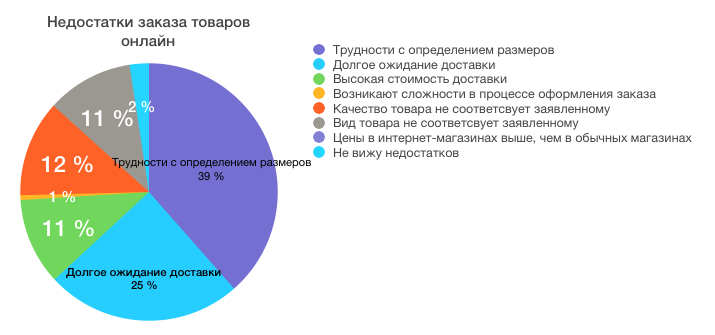 Недостатки заказа товаров
онлайн
Трудности с определением размеров
Долгое ожидание доставки
Высокая стоимость доставки
Возникают сложности в процессе оформления заказа
Качество товара не соответсвует заявленному
Вид товара не соответсвует заявленному
Цены в интернет-магазинах выше, чем в обычных магазинах
Не вижу недостатков
2 %
11 %
12 %
Трудности с определением размеров
39 %
1 %
11 %
Долгое ожидание доставки
25 %